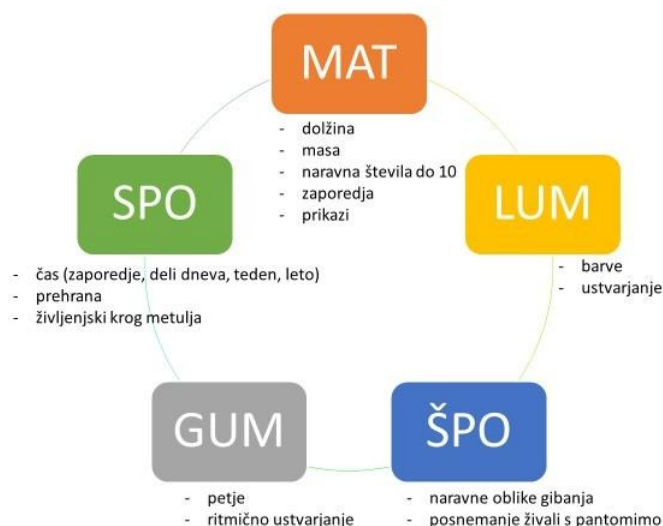 MAT
- dolžina
- masa
- naravna števila do 10
- zaporedja
- prikazi
LUM
- barve
- ustvarjanje
ŠPO
- naravne oblike gibanja
- posnemanje živali s pantomimo
GUM
- petje
- ritmično ustvarjanje
SPO
- čas (zaporedje, deli dneva, teden, leto)
- prehrana
- življenjski krog metulja